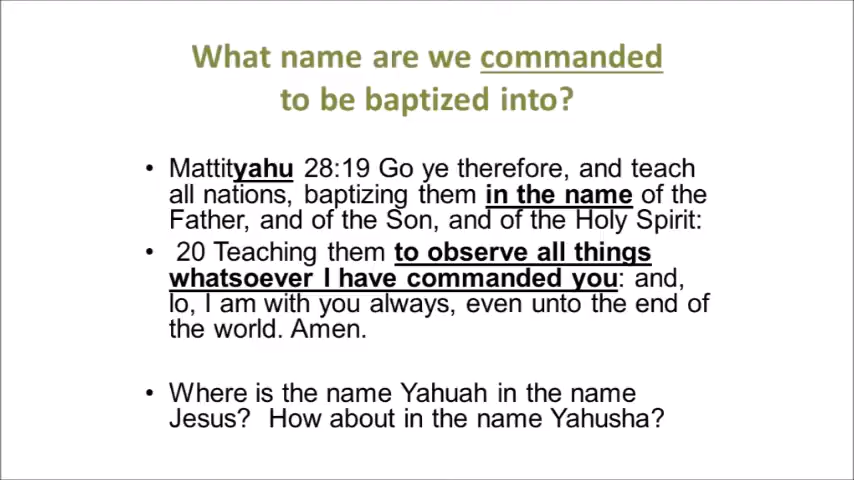 What name are we commanded
to be baptized into?
• Mattityahu 28:19 Go ye therefore, and teach
all nations, baptizing them in the name of the
Father, and of the Son, and of the Holy Spirit:
• 20 Teaching them to observe all things
whatsoever I have commanded you: and,
lo, I am with you always, even unto the end of
the world. Amen.
• Where is the name Yahuah in the name
Jesus? How about in the name Yahusha?